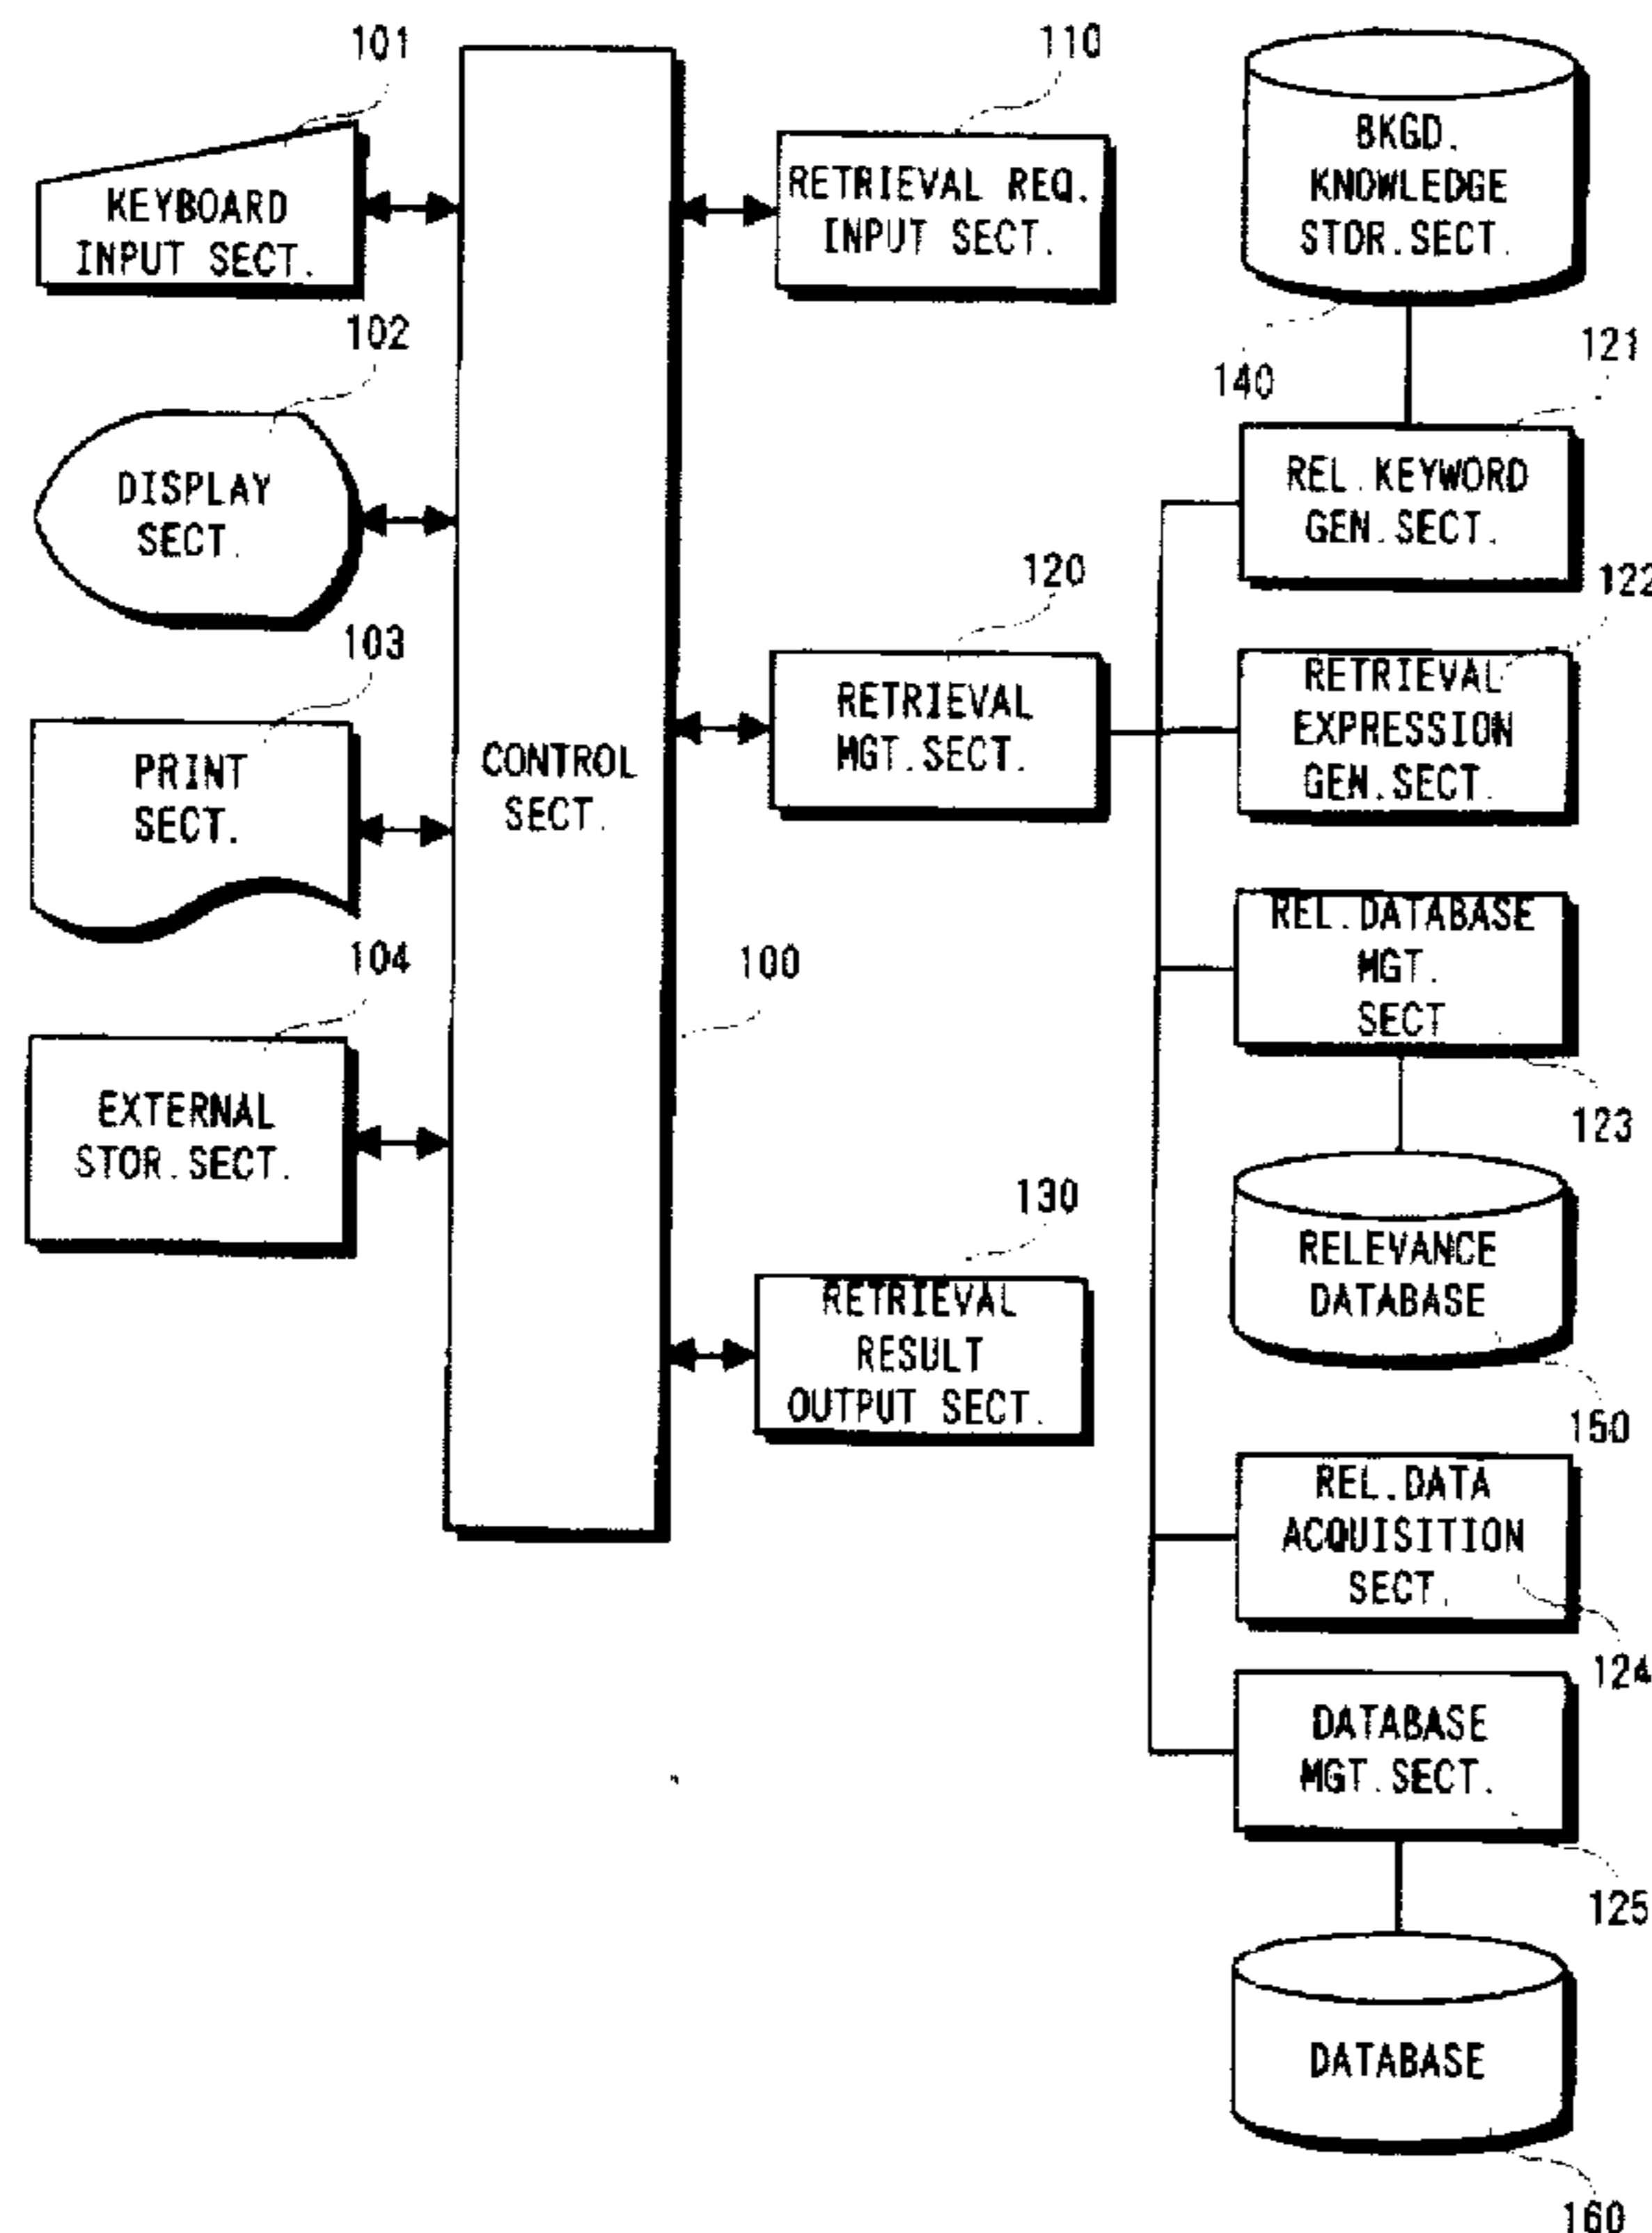 101
KEYBOARD
INPUT SECT.
102
DISPLAY
SECT.
103
PRINT
SECT.
104
EXTERNAL
STOR.SECT.
CONTROL
SECT.
100
110
RETRIEVAL REQ.
INPUT SECT.
120
RETRIEVAL
MGT.SECT.
130
RETRIEVAL
RESULT
OUTPUT SECT.
BKGD.
KNOWLEDGE
STOR.SECT.
140
121
REL.KEYWORD
GEN.SECT.
122
RETRIEVAL
EXPRESSION
GEN.SECT.
REL.DATABASE
MGT.
SECT
123
RELEVANCE
DATABASE
150
REL.DATA
ACQUISITION
SECT.
124
DATABASE
MGT.SECT.
125
DATABASE
160